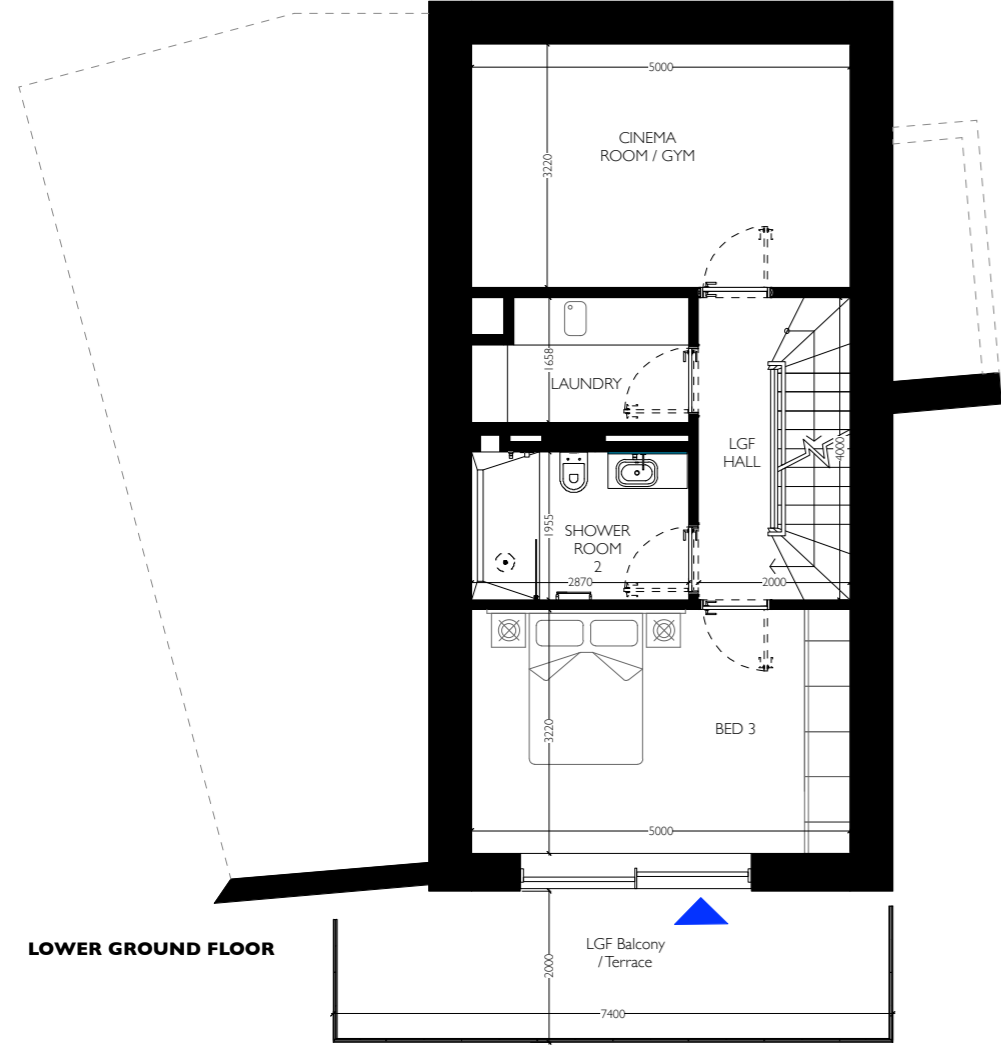 5000
CINEMA
ROOM / GYM
3220
1658
LAUNDRY
LGF
HALL
4000
1955
SHOWER
ROOM
2
2870
2000
3220
BED 3
5000
LOWER GROUND FLOOR
LGF Balcony
/ Terrace
2000
7400